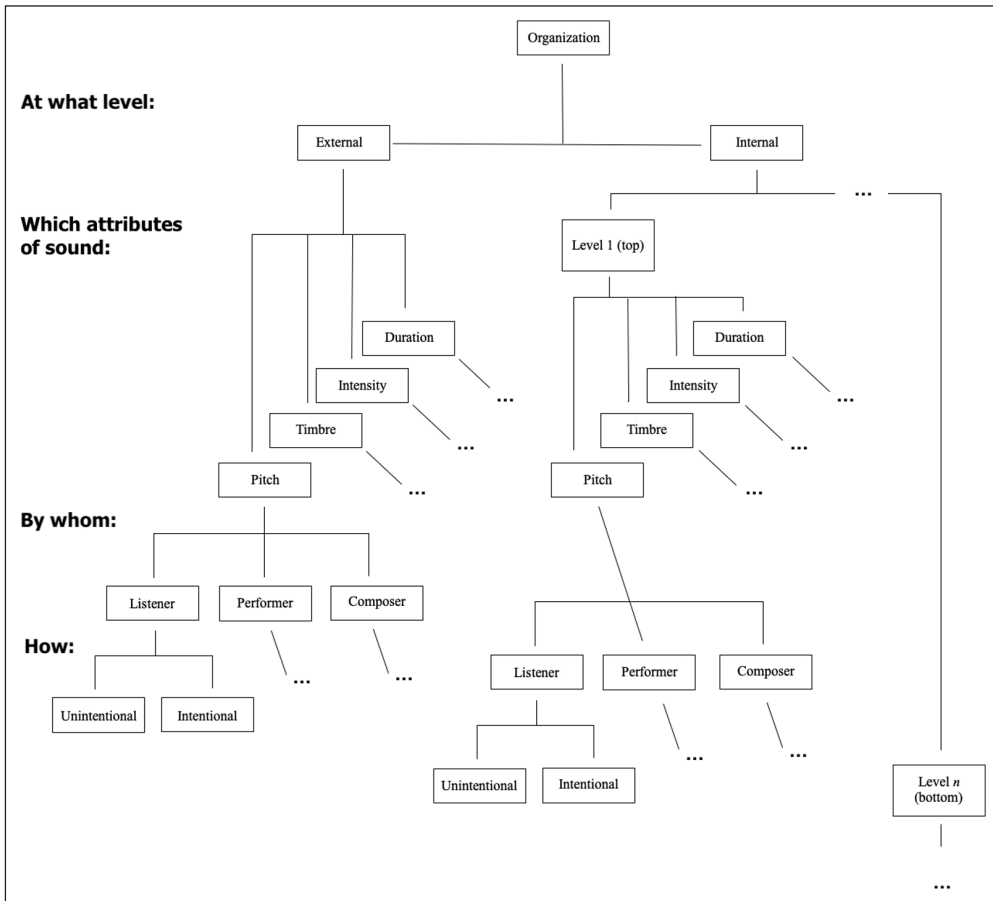 Organization
At what level:
External
Internal
...
Which attributes
of sound:
Level 1 (top)
Duration
Duration
Intensity
...
Intensity
...
Timbre
...
Timbre
...
Pitch
...
Pitch
...
By whom:
Listener
Performer
Composer
How:
Listener
Performer
Composer
...
...
Unintentional
Intentional
...
...
Unintentional
Intentional
Level n
(bottom)
...